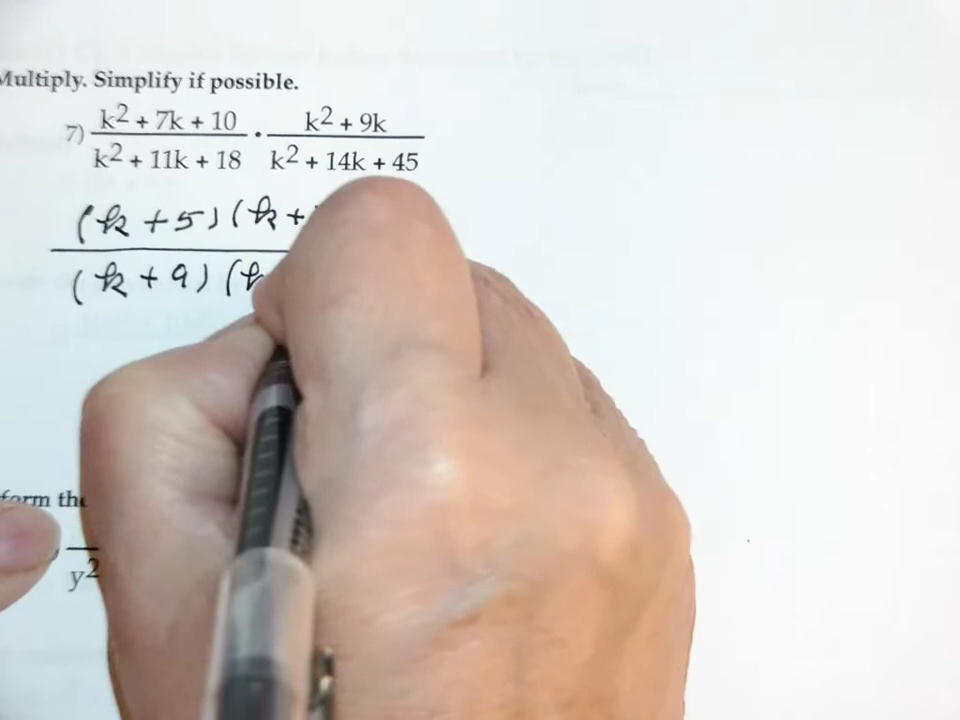 Multiply. Simplify if possible.
7) k² + 7k + 10 / k² + 11k + 18 · k² + 9k / k² + 14k + 45
(k + 5)(k +
(k + 9)(k
form the
y²